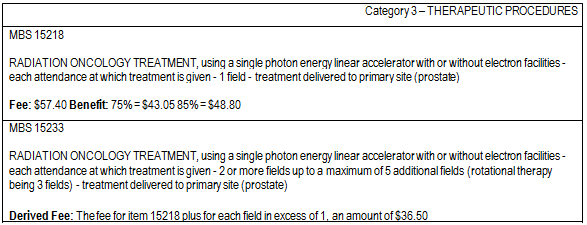 Category 3 – THERAPEUTIC PROCEDURES
MBS 15218
RADIATION ONCOLOGY TREATMENT, using a single photon energy linear accelerator with or without electron facilities -
each attendance at which treatment is given - 1 field - treatment delivered to primary site (prostate)
Fee: $57.40 Benefit: 75% = $43.05 85% = $48.80
MBS 15233
RADIATION ONCOLOGY TREATMENT, using a single photon energy linear accelerator with or without electron facilities -
each attendance at which treatment is given - 2 or more fields up to a maximum of 5 additional fields (rotational therapy
being 3 fields) - treatment delivered to primary site (prostate)
Derived Fee: The fee for item 15218 plus for each field in excess of 1, an amount of $36.50